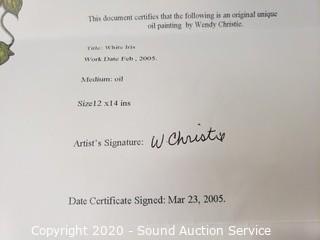 This document certifies that the following is an original unique
oil painting by Wendy Christie.
Title: White Iris
Work Date Feb , 2005.
Medium: oil
Size12 x14 ins
Artist's Signature: W Christie
Date Certificate Signed: Mar 23, 2005.
Copyright 2020 - Sound Auction Service